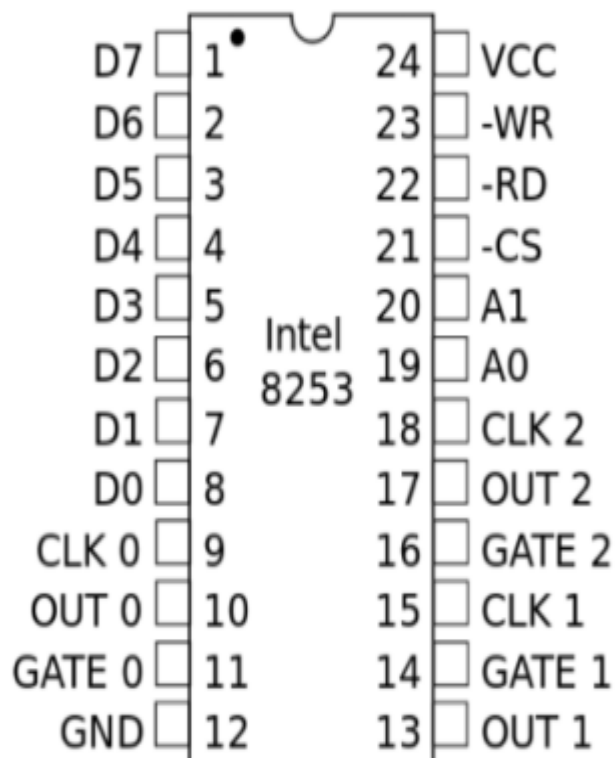 D7 1 24 VCC
D6 2 23 -WR
D5 3 22 -RD
D4 4 21 -CS
D3 5 20 A1
Intel
D2 6 19 A0
8253
D1 7 18 CLK 2
D0 8 17 OUT 2
CLK 0 9 16 GATE 2
OUT 0 10 15 CLK 1
GATE 0 11 14 GATE 1
GND 12 13 OUT 1